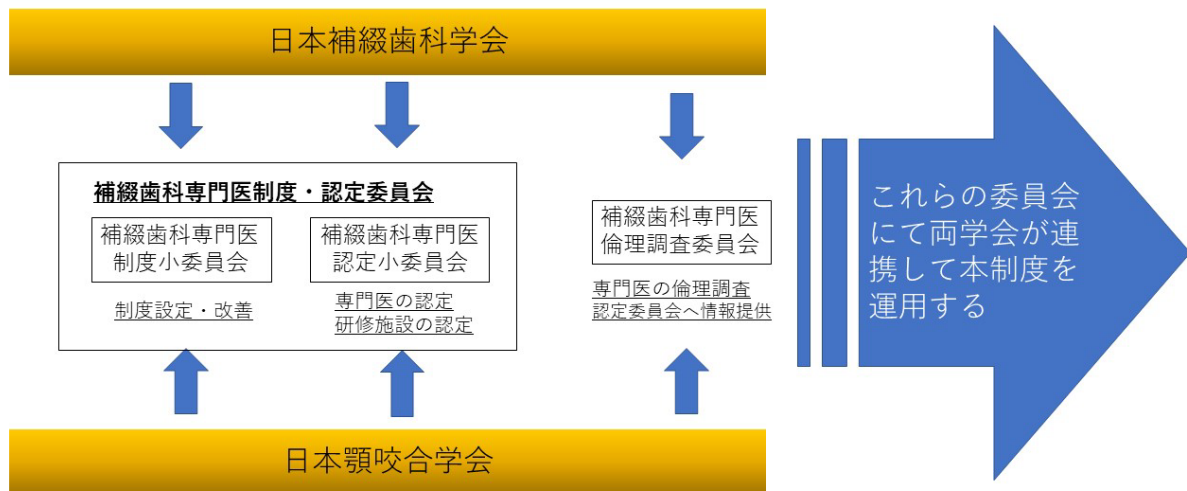 日本補綴歯科学会
補綴歯科専門医制度・認定委員会
補綴歯科専門医
制度小委員会
制度設定・改善
補綴歯科専門医
認定小委員会
専門医の認定
研修施設の認定
補綴歯科専門医
倫理調査委員会
専門医の倫理調査
認定委員会へ情報提供
日本顎咬合学会
これらの委員会
にて両学会が連
携して本制度を
運用する